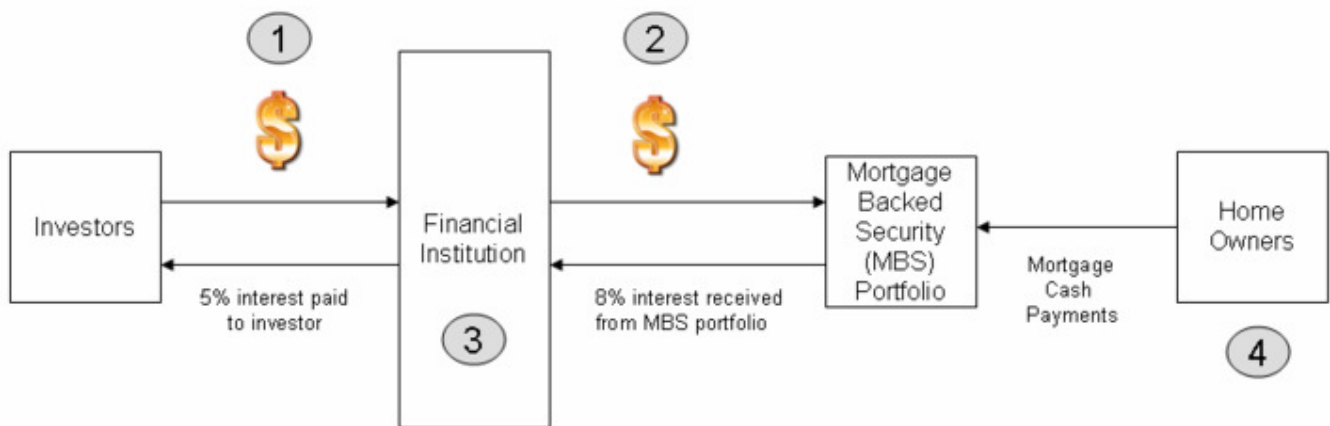 1
2
Investors
5% interest paid
to investor
Financial
Institution
3
8% interest received
from MBS portfolio
Mortgage
Backed
Security
(MBS)
Portfolio
Mortgage
Cash
Payments
Home
Owners
4